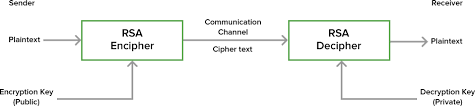 Sender
Receiver
Plaintext
RSA
Encipher
Communication
Channel
Cipher text
RSA
Decipher
Plaintext
Encryption Key
(Public)
Decryption Key
(Private)